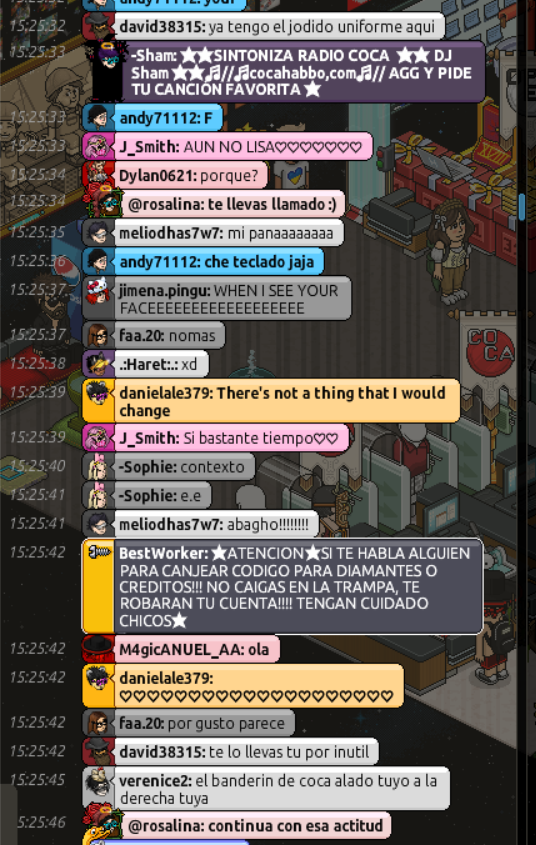 andy71112: your
15:25:32 david38315: ya tengo el jodido uniforme aqui
15:25:33 -Sham: ★★SINTONIZA RADIO COCA ★★ DJ
Sham ★★♬//♬cocahabbo,com♬// AGG Y PIDE
TU CANCIÓN FAVORITA ★
15:25:33 andy71112: F
15:25:33 J_Smith: AUN NO LISA♡♡♡♡♡♡♡
15:25:34 Dylan0621: porque?
15:25:34 @rosalina: te llevas llamado :)
15:25:35 meliodhas7w7: mi panaaaaaaaa
15:25:36 andy71112: che teclado jaja
15:25:37 jimena.pingu: WHEN I SEE YOUR
FACEEEEEEEEEEEEEEEEEEE
15:25:37 faa.20: nomas
15:25:38 .:Haret:.: xd
15:25:39 danielale379: There's not a thing that I would
change
15:25:39 J_Smith: Si bastante tiempo♡♡
15:25:40 -Sophie: contexto
15:25:41 -Sophie: e.e
15:25:41 meliodhas7w7: abagho!!!!!!!!
15:25:42 BestWorker: ★ATENCION★SI TE HABLA ALGUIEN
PARA CANJEAR CODIGO PARA DIAMANTES O
CREDITOS!!! NO CAIGAS EN LA TRAMPA, TE
ROBARAN TU CUENTA!!!! TENGAN CUIDADO
CHICOS★
15:25:42 M4gicANUEL_AA: ola
15:25:42 danielale379:
♡♡♡♡♡♡♡♡♡♡♡♡♡♡♡♡♡♡♡♡
15:25:42 faa.20: por gusto parece
15:25:42 david38315: te lo llevas tu por inutil
15:25:45 verenice2: el banderin de coca alado tuyo a la
derecha tuya
15:25:46 @rosalina: continua con esa actitud
XVIII
COCA